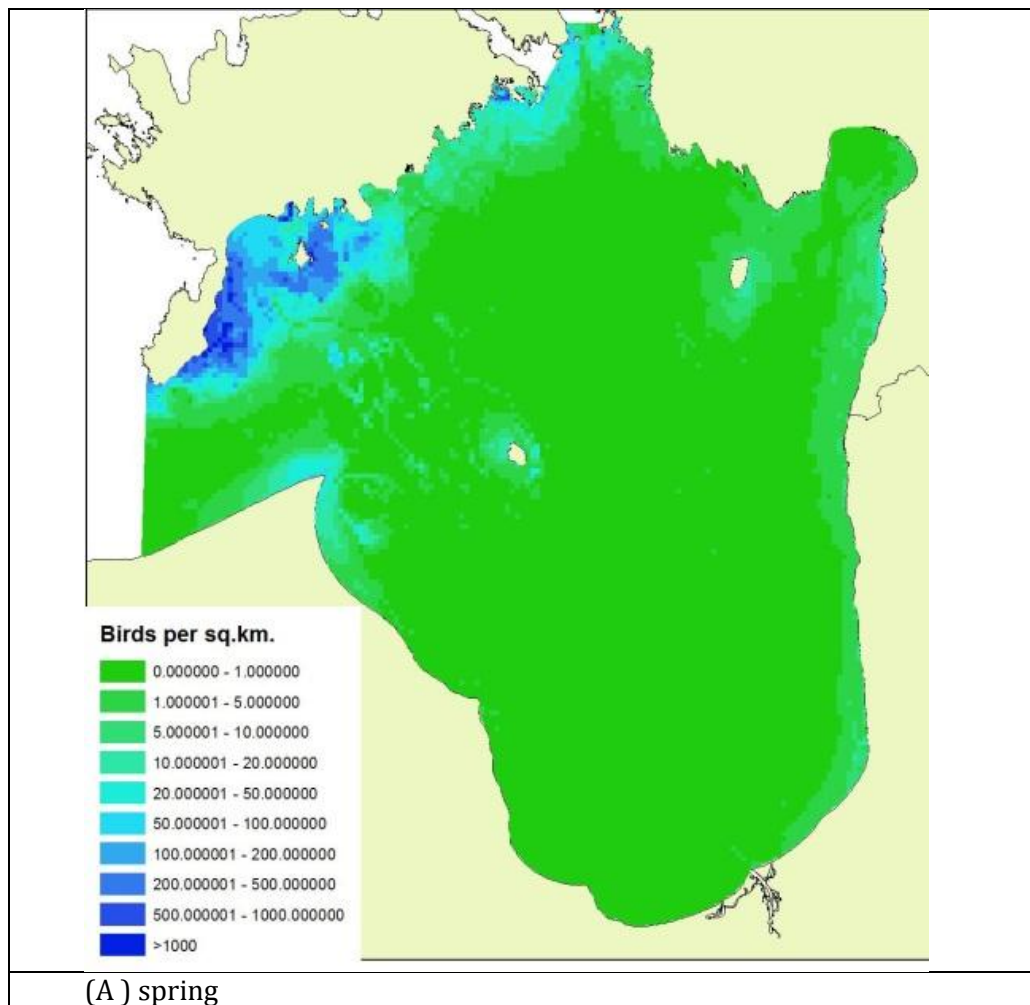 Birds per sq.km.
0.000000 - 1.000000
1.000001 - 5.000000
5.000001 - 10.000000
10.000001 - 20.000000
20.000001 - 50.000000
50.000001 - 100.000000
100.000001 - 200.000000
200.000001 - 500.000000
500.000001 - 1000.000000
>1000
(A ) spring